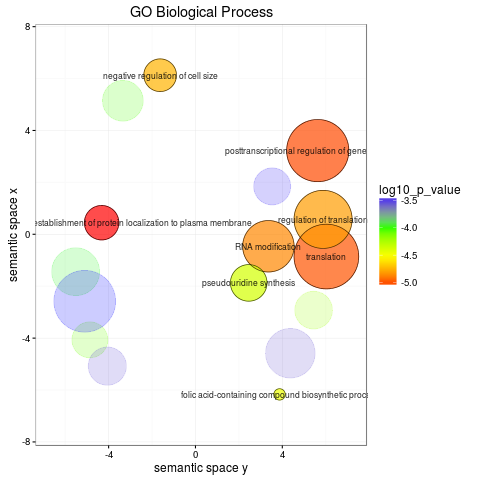 GO Biological Process
8
negative regulation of cell size
4
posttranscriptional regulation of gene
log10_p_value
-3.5
-4.0
-4.5
-5.0
establishment of protein localization to plasma membrane
regulation of translation
0
RNA modification
translation
pseudouridine synthesis
-4
folic acid-containing compound biosynthetic proc
-8
-4
0
4
semantic space x
semantic space y